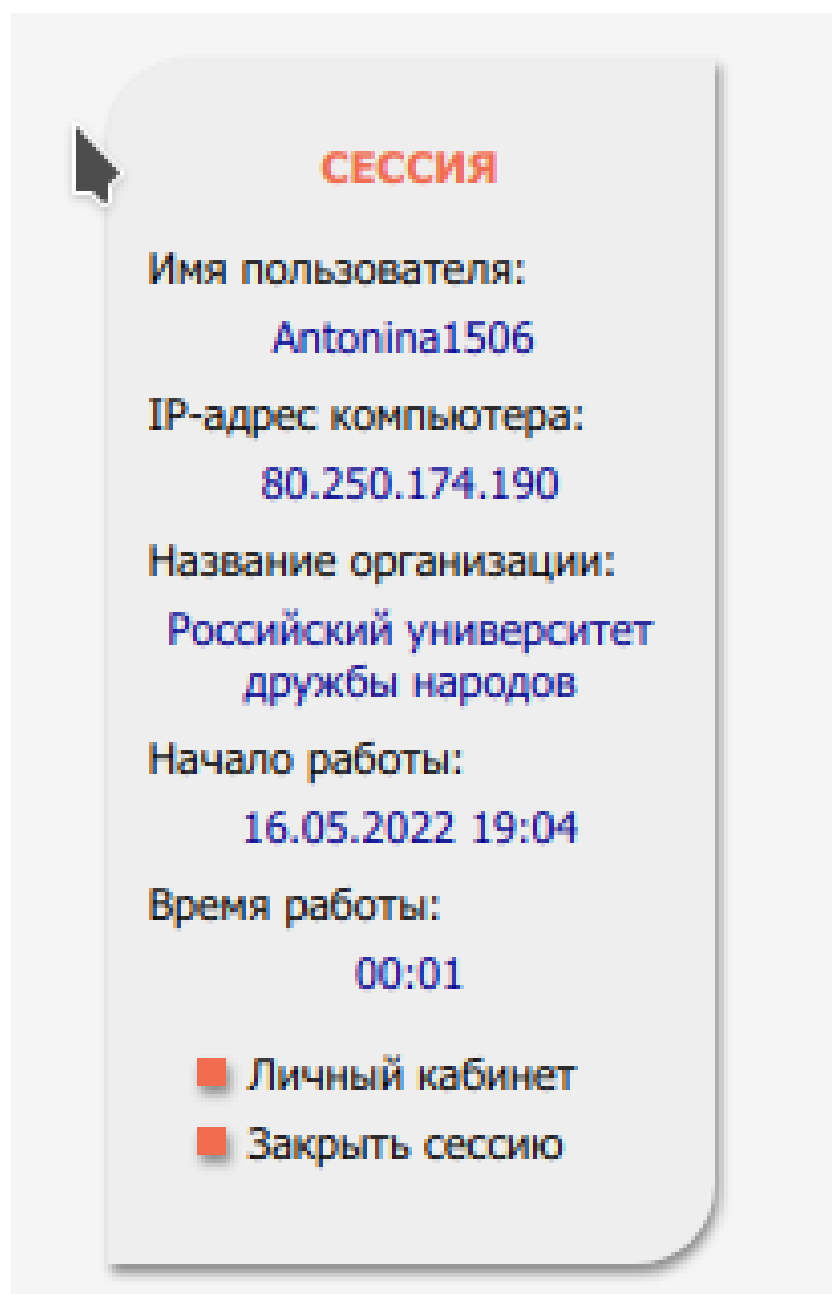 СЕССИЯ
Имя пользователя:
Antonina1506
IP-адрес компьютера:
80.250.174.190
Название организации:
Российский университет
дружбы народов
Начало работы:
16.05.2022 19:04
Время работы:
00:01
Личный кабинет
Закрыть сессию